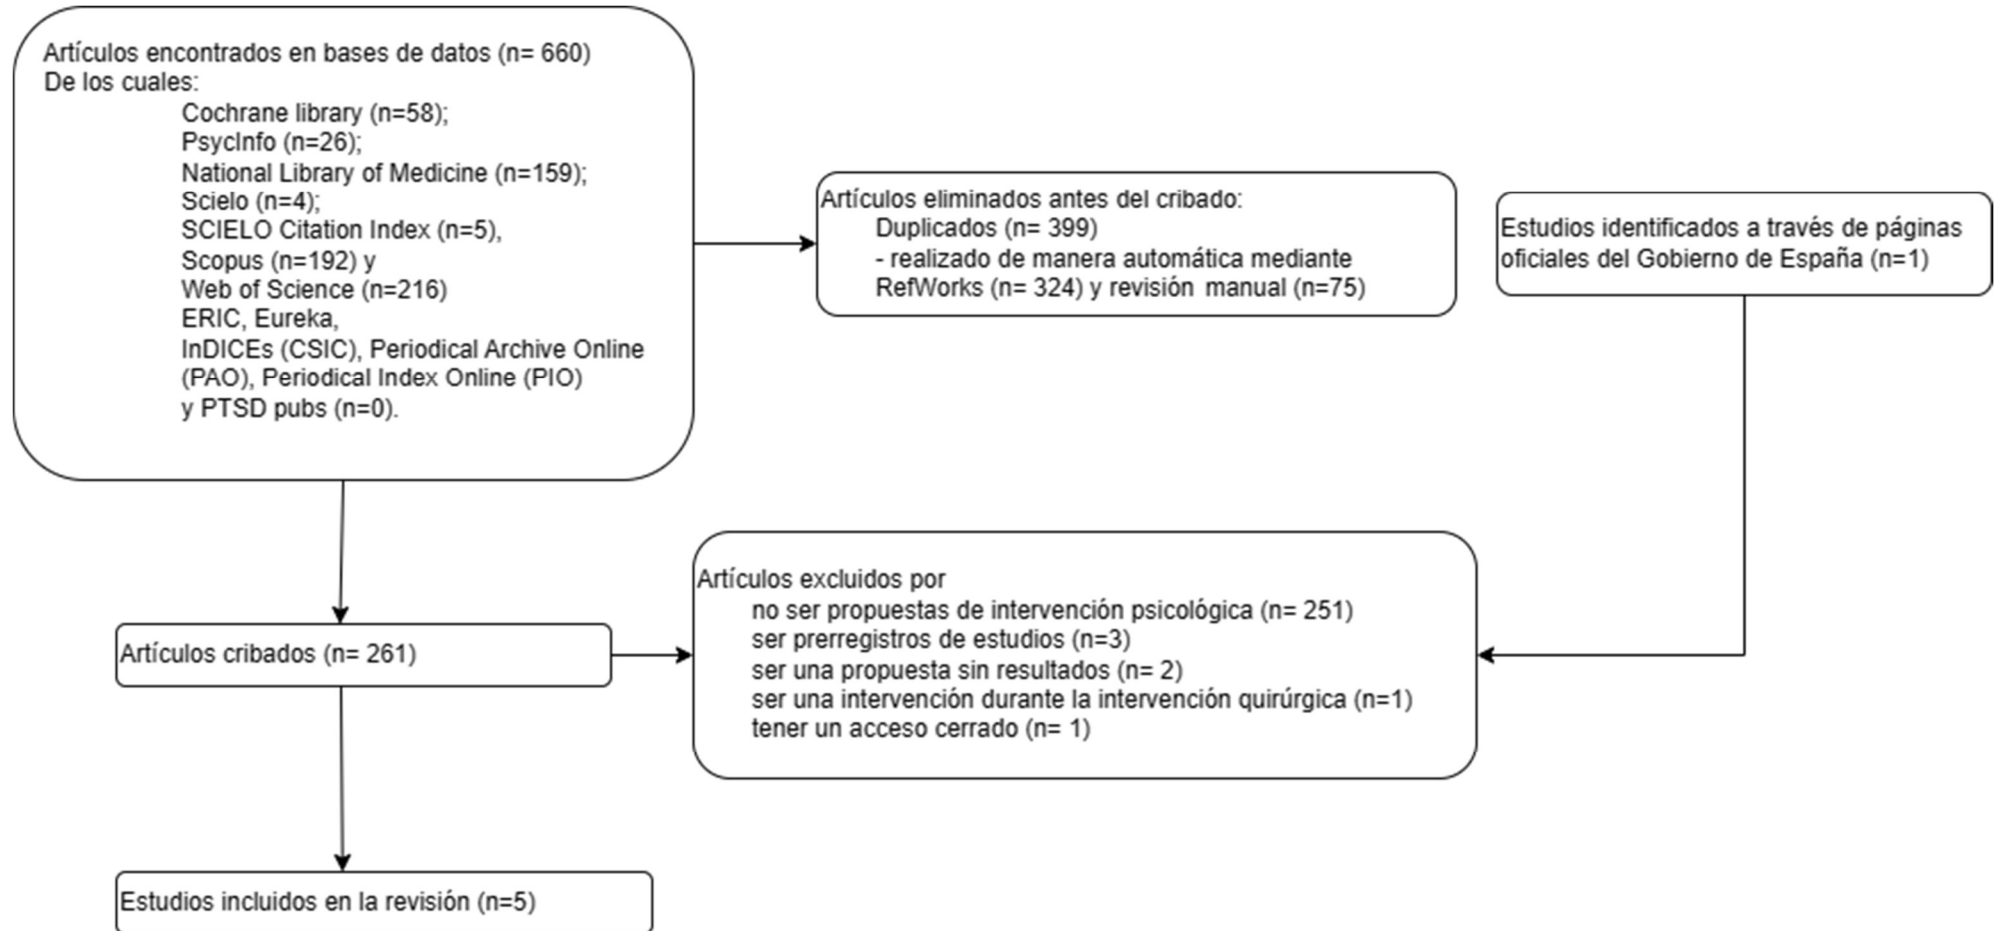 Artículos encontrados en bases de datos (n= 660)
De los cuales:
Cochrane library (n=58);
PsycInfo (n=26);
National Library of Medicine (n=159);
Scielo (n=4);
SCIELO Citation Index (n=5),
Scopus (n=192) y
Web of Science (n=216)
ERIC, Eureka,
InDICEs (CSIC), Periodical Archive Online
(PAO), Periodical Index Online (PIO)
y PTSD pubs (n=0).
Artículos eliminados antes del cribado:
Duplicados (n= 399)
- realizado de manera automática mediante
RefWorks (n= 324) y revisión manual (n=75)
Estudios identificados a través de páginas
oficiales del Gobierno de España (n=1)
Artículos cribados (n= 261)
Artículos excluidos por
no ser propuestas de intervención psicológica (n= 251)
ser prerregistros de estudios (n=3)
ser una propuesta sin resultados (n= 2)
ser una intervención durante la intervención quirúrgica (n=1)
tener un acceso cerrado (n= 1)
Estudios incluidos en la revisión (n=5)